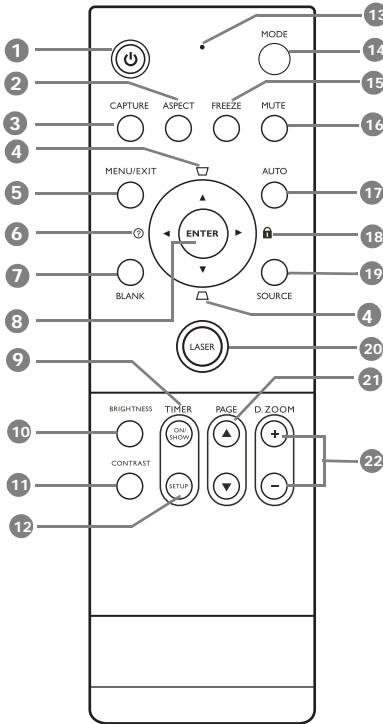 13
MODE
1
14
2
15
CAPTURE ASPECT FREEZE MUTE
3
16
4
MENU/EXIT AUTO
5
17
6
?
ENTER
18
7
19
BLANK SOURCE
8
4
LASER
20
9
21
BRIGHTNESS TIMER PAGE D. ZOOM
10
ON/
SHOW
+
CONTRAST
22
11
SETUP
−
12